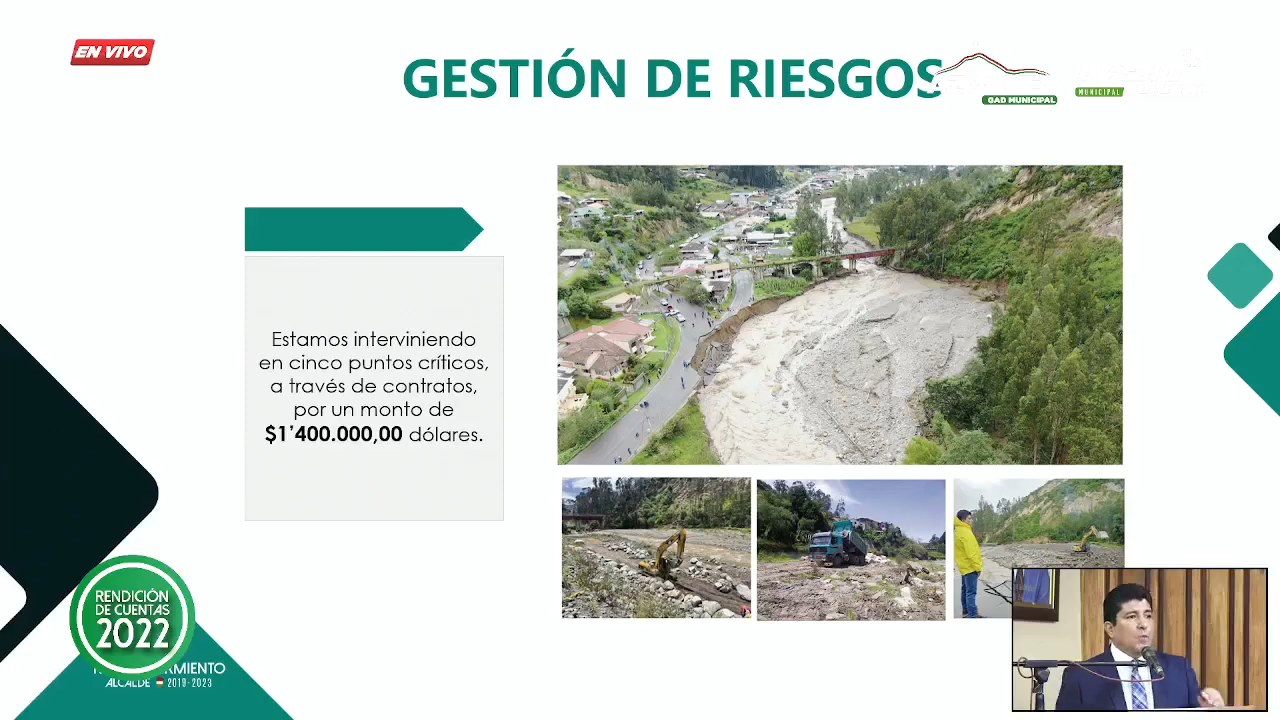 EN VIVO
GESTIÓN DE RIESGOS
GAD MUNICIPAL
MUNICIPAL
Estamos interviniendo
en cinco puntos críticos,
a través de contratos,
por un monto de
$1’400.000,00 dólares.
RENDICIÓN
DE CUENTAS
2022
ALCALDE 2019-2023